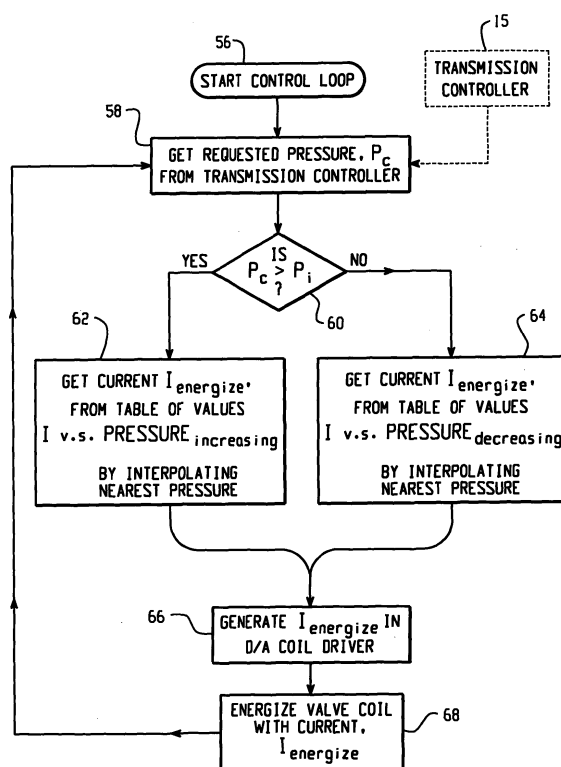 56
START CONTROL LOOP
15
TRANSMISSION
CONTROLLER
58
GET REQUESTED PRESSURE, Pc
FROM TRANSMISSION CONTROLLER
YES
IS
Pc > Pi
?
NO
60
62
GET CURRENT Ienergize,
FROM TABLE OF VALUES
I v.s. PRESSUREincreasing
BY INTERPOLATING
NEAREST PRESSURE
64
GET CURRENT Ienergize,
FROM TABLE OF VALUES
I v.s. PRESSUREdecreasing
BY INTERPOLATING
NEAREST PRESSURE
66
GENERATE Ienergize IN
D/A COIL DRIVER
ENERGIZE VALVE COIL
WITH CURRENT,
Ienergize
68